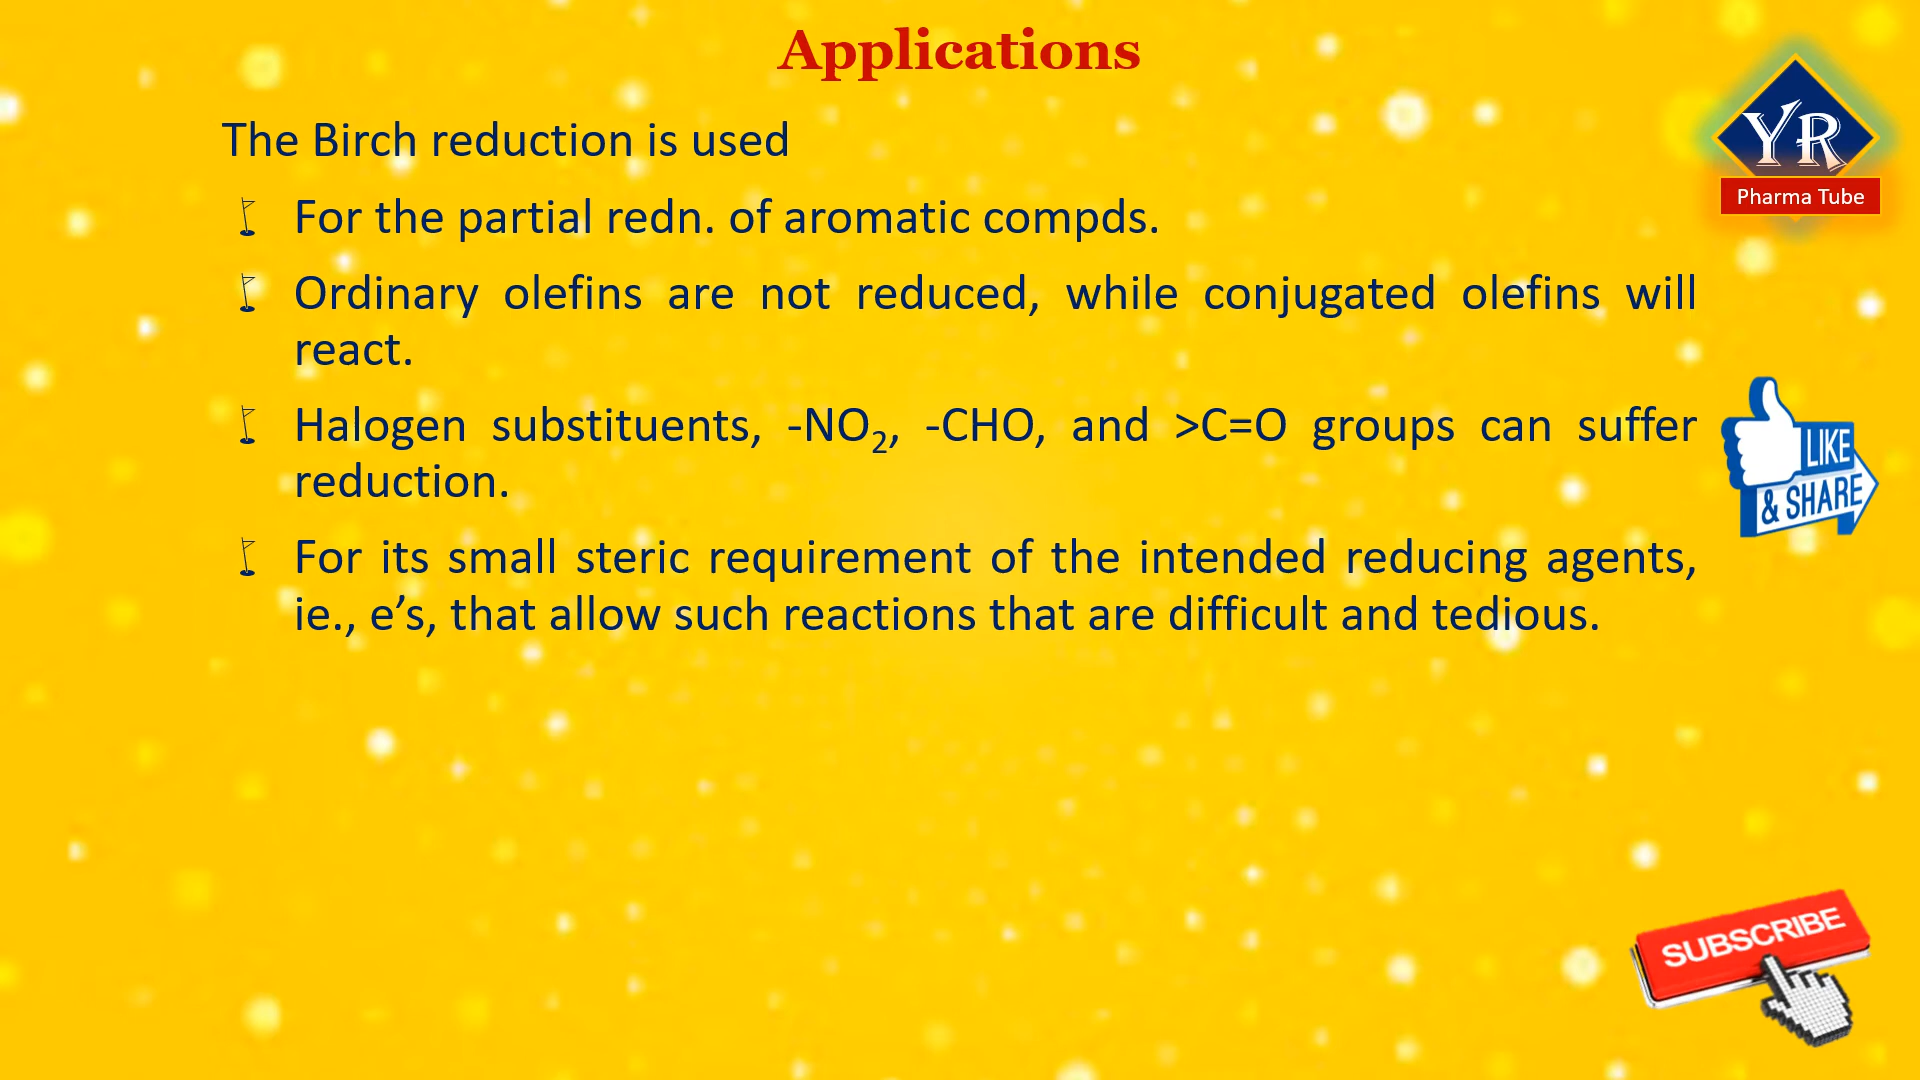 Applications
YR
Pharma Tube
The Birch reduction is used
For the partial redn. of aromatic compds.
Ordinary olefins are not reduced, while conjugated olefins will
react.
Halogen substituents, -NO₂, -CHO, and >C=O groups can suffer
reduction.
LIKE
& SHARE
For its small steric requirement of the intended reducing agents,
ie., e’s, that allow such reactions that are difficult and tedious.
SUBSCRIBE